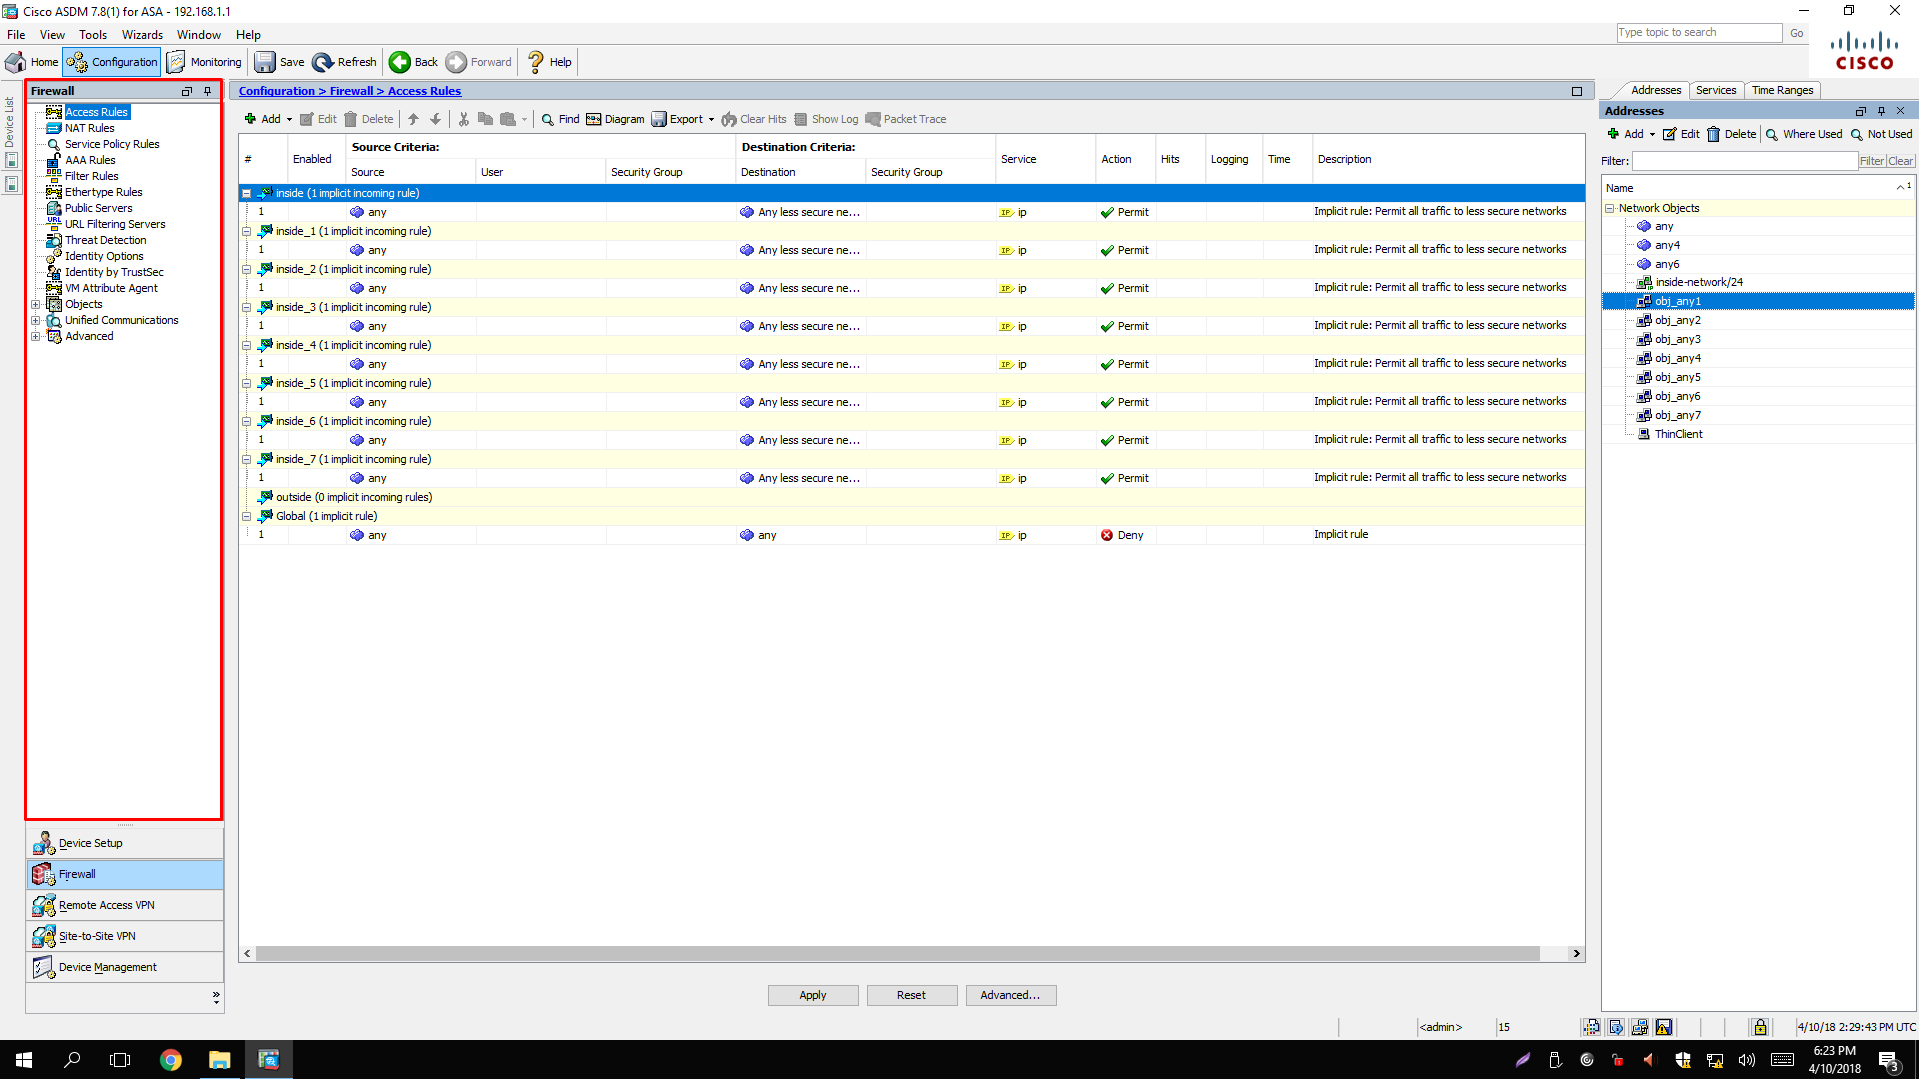 Cisco ASDM 7.8(1) for ASA - 192.168.1.1
File View Tools Wizards Window Help
Type topic to search Go
Home Configuration Monitoring Save Refresh Back Forward Help
CISCO
Device List
Firewall
Access Rules
NAT Rules
Service Policy Rules
AAA Rules
Filter Rules
Ethertype Rules
Public Servers
URL Filtering Servers
Threat Detection
Identity Options
Identity by TrustSec
VM Attribute Agent
Objects
Unified Communications
Advanced
Device Setup
Firewall
Remote Access VPN
Site-to-Site VPN
Device Management
Configuration > Firewall > Access Rules
Add Edit Delete Find Diagram Export Clear Hits Show Log Packet Trace
# Enabled Source Criteria: Destination Criteria: Service Action Hits Logging Time Description
Source User Security Group Destination Security Group
inside (1 implicit incoming rule)
1 any Any less secure ne... IP ip Permit Implicit rule: Permit all traffic to less secure networks
inside_1 (1 implicit incoming rule)
1 any Any less secure ne... IP ip Permit Implicit rule: Permit all traffic to less secure networks
inside_2 (1 implicit incoming rule)
1 any Any less secure ne... IP ip Permit Implicit rule: Permit all traffic to less secure networks
inside_3 (1 implicit incoming rule)
1 any Any less secure ne... IP ip Permit Implicit rule: Permit all traffic to less secure networks
inside_4 (1 implicit incoming rule)
1 any Any less secure ne... IP ip Permit Implicit rule: Permit all traffic to less secure networks
inside_5 (1 implicit incoming rule)
1 any Any less secure ne... IP ip Permit Implicit rule: Permit all traffic to less secure networks
inside_6 (1 implicit incoming rule)
1 any Any less secure ne... IP ip Permit Implicit rule: Permit all traffic to less secure networks
inside_7 (1 implicit incoming rule)
1 any Any less secure ne... IP ip Permit Implicit rule: Permit all traffic to less secure networks
outside (0 implicit incoming rules)
Global (1 implicit rule)
1 any any IP ip Deny Implicit rule
Apply Reset Advanced...
Addresses Services Time Ranges
Addresses
Add Edit Delete Where Used Not Used
Filter: Filter Clear
Name 1
Network Objects
any
any4
any6
inside-network/24
obj_any1
obj_any2
obj_any3
obj_any4
obj_any5
obj_any6
obj_any7
ThinClient
<admin> 15 4/10/18 2:29:43 PM UTC
6:23 PM
4/10/2018
3